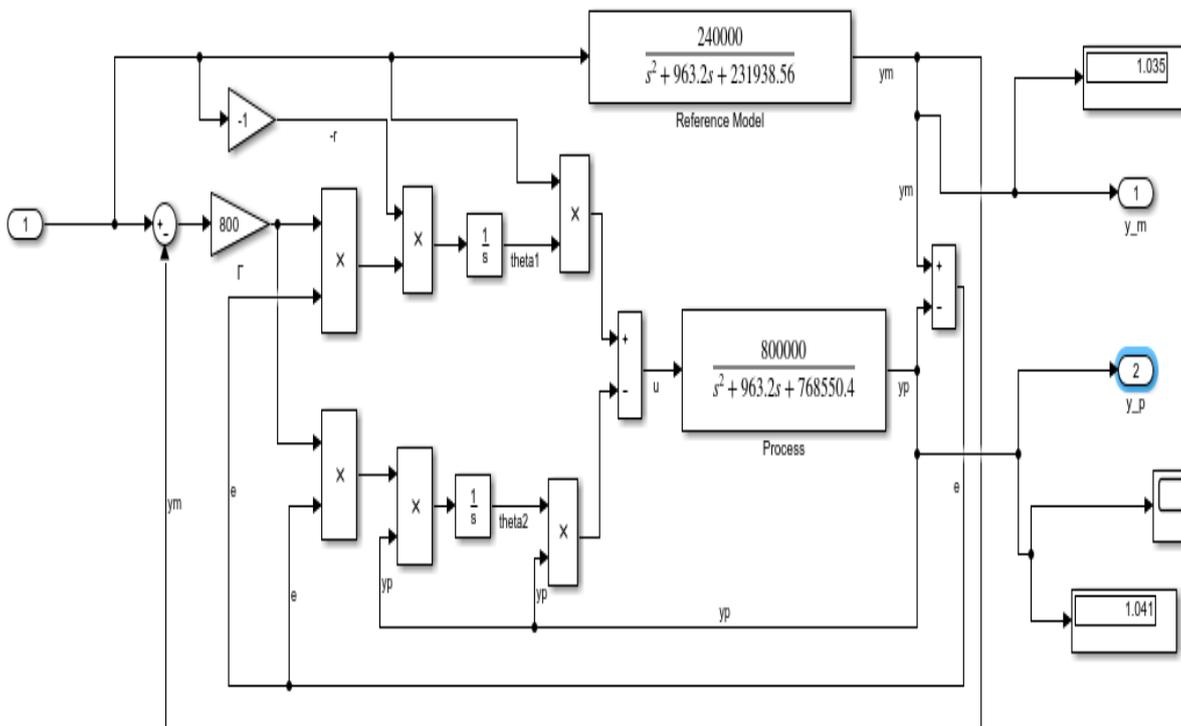 240000
s² + 963.2s + 231938.56
Reference Model
ym
1.035
-1
-r
1
+
-
800
Γ
×
×
1
s
theta1
×
ym
1
y_m
+
-
+
-
u
800000
s² + 963.2s + 768550.4
Process
yp
2
y_p
ym
e
×
×
1
s
theta2
×
e
e
yp
yp
yp
1.041